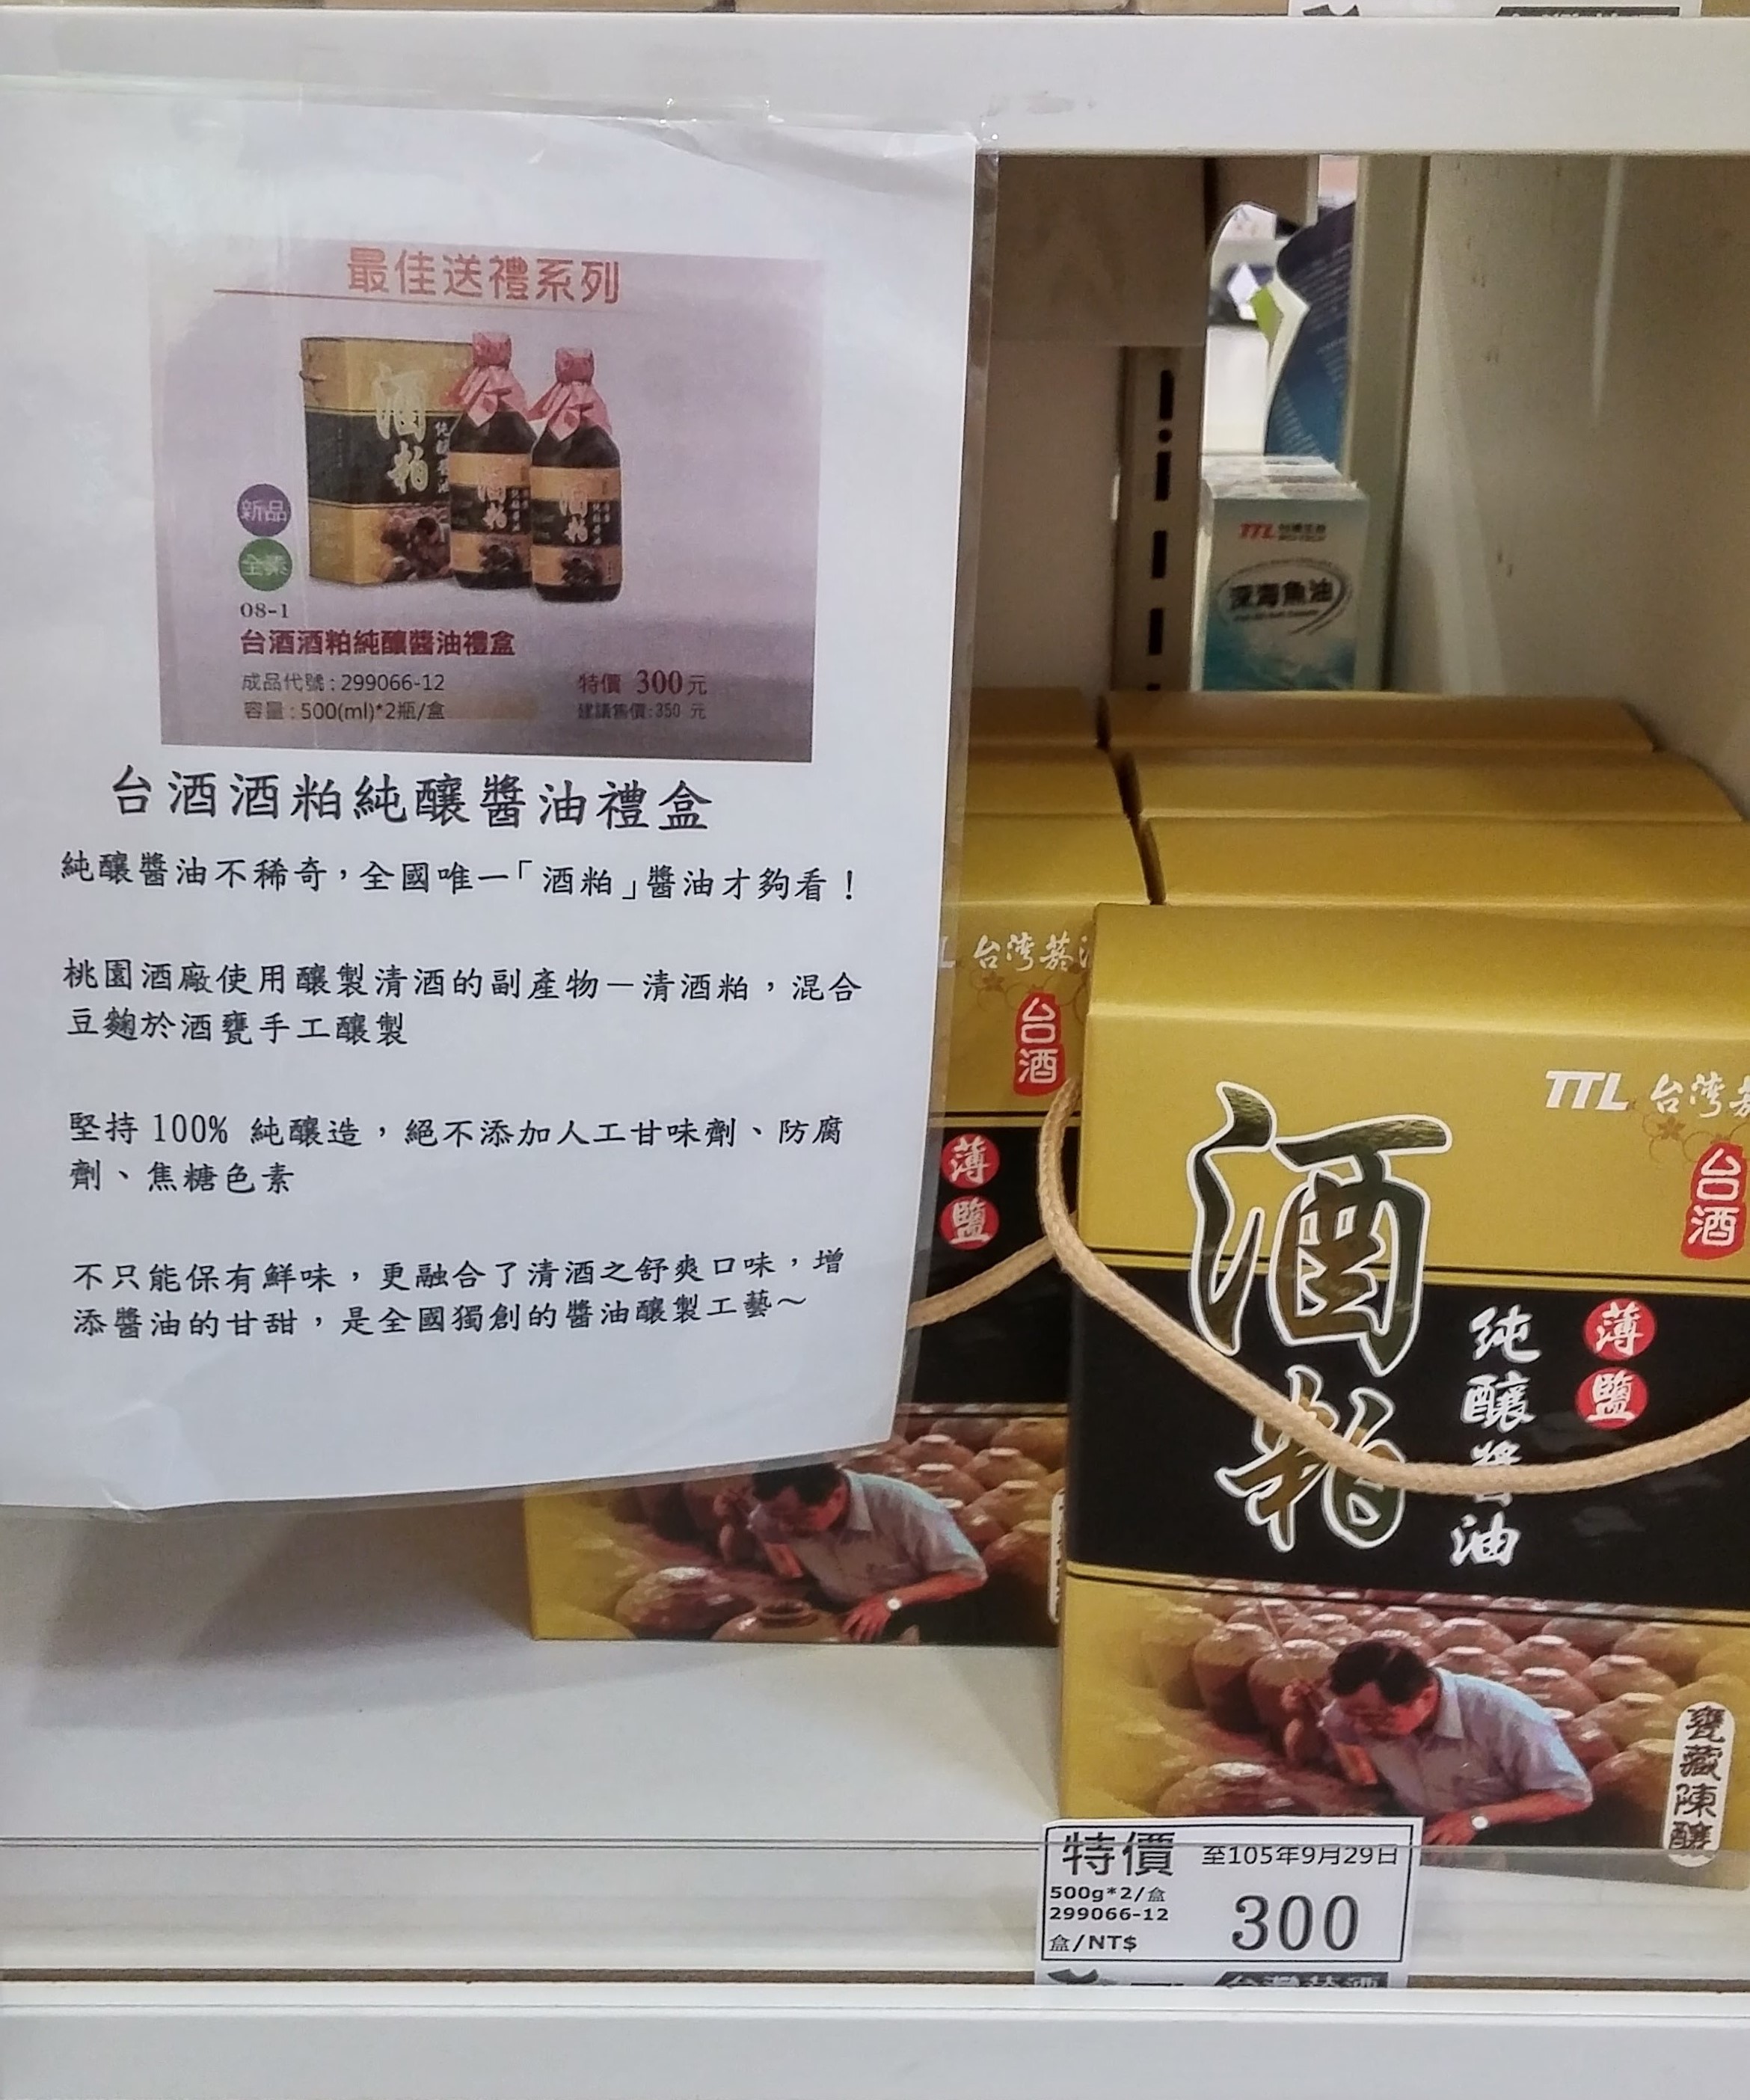 最佳送禮系列
酒粕
新品
全素
08-1
台酒酒粕純釀醬油禮盒
成品代號:299066-12
特價 300元
容量:500(ml)*2瓶/盒
建議售價:350 元
台酒酒粕純釀醬油禮盒
純釀醬油不稀奇,全國唯一「酒粕」醬油才夠看!
桃園酒廠使用釀製清酒的副產物－清酒粕,混合
豆麴於酒甕手工釀製
堅持 100% 純釀造,絕不添加人工甘味劑、防腐
劑、焦糖色素
不只能保有鮮味,更融合了清酒之舒爽口味,增
添醬油的甘甜,是全國獨創的醬油釀製工藝~
TTL
深海魚油
台湾菸
台酒
薄鹽
TTL 台湾
台酒
酒粕
純釀醬油
薄鹽
甕藏陳釀
特價 至105年9月29日
500g*2/盒
299066-12
盒/NT$
300